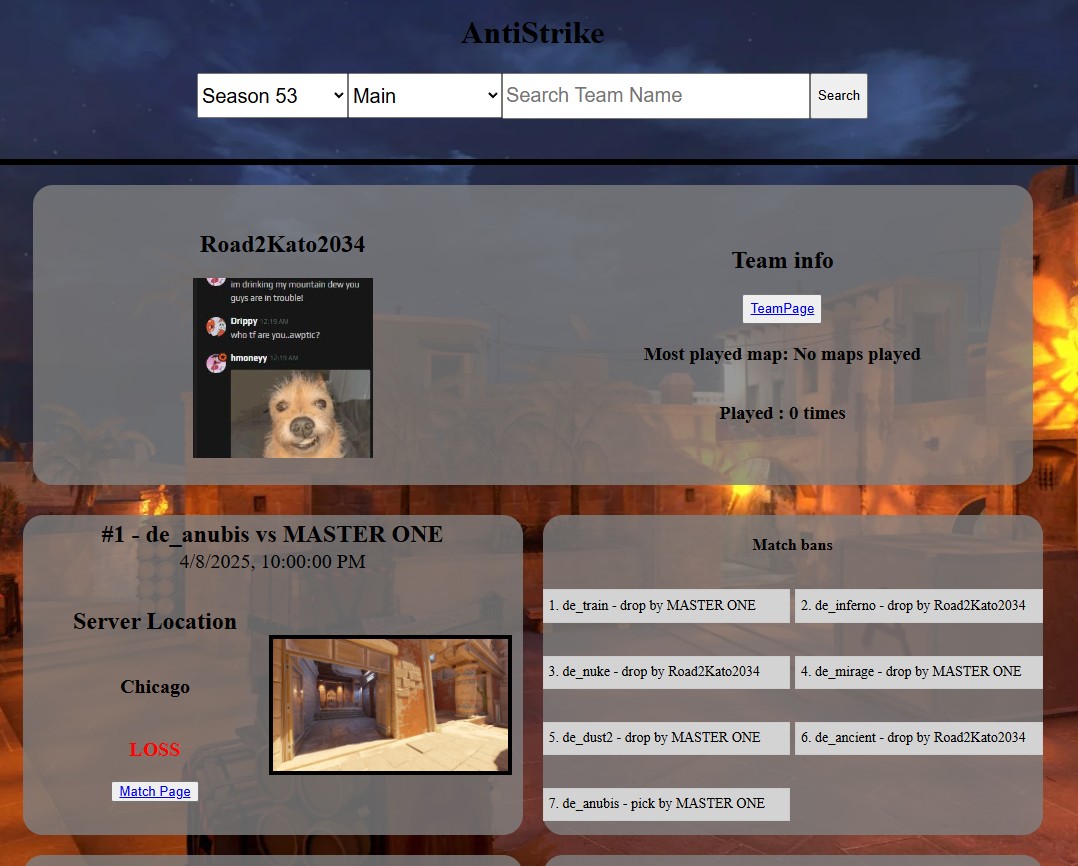 AntiStrike
Season 53 Main Search Team Name Search
Road2Kato2034
im drinking my mountain dew you
guys are in trouble!
Drippy 12:19 AM
who tf are you..awptic?
hmoneyy 12:19 AM
Team info
TeamPage
Most played map: No maps played
Played : 0 times
#1 - de_anubis vs MASTER ONE
4/8/2025, 10:00:00 PM
Server Location
Chicago
LOSS
Match Page
Match bans
1. de_train - drop by MASTER ONE
2. de_inferno - drop by Road2Kato2034
3. de_nuke - drop by Road2Kato2034
4. de_mirage - drop by MASTER ONE
5. de_dust2 - drop by MASTER ONE
6. de_ancient - drop by Road2Kato2034
7. de_anubis - pick by MASTER ONE